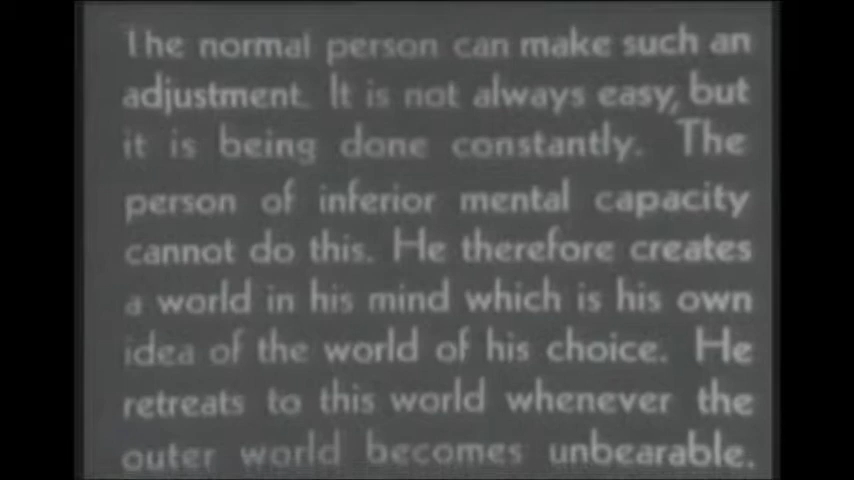 The normal person can make such an
adjustment. It is not always easy, but
it is being done constantly. The
person of inferior mental capacity
cannot do this. He therefore creates
a world in his mind which is his own
idea of the world of his choice. He
retreats to this world whenever the
outer world becomes unbearable.